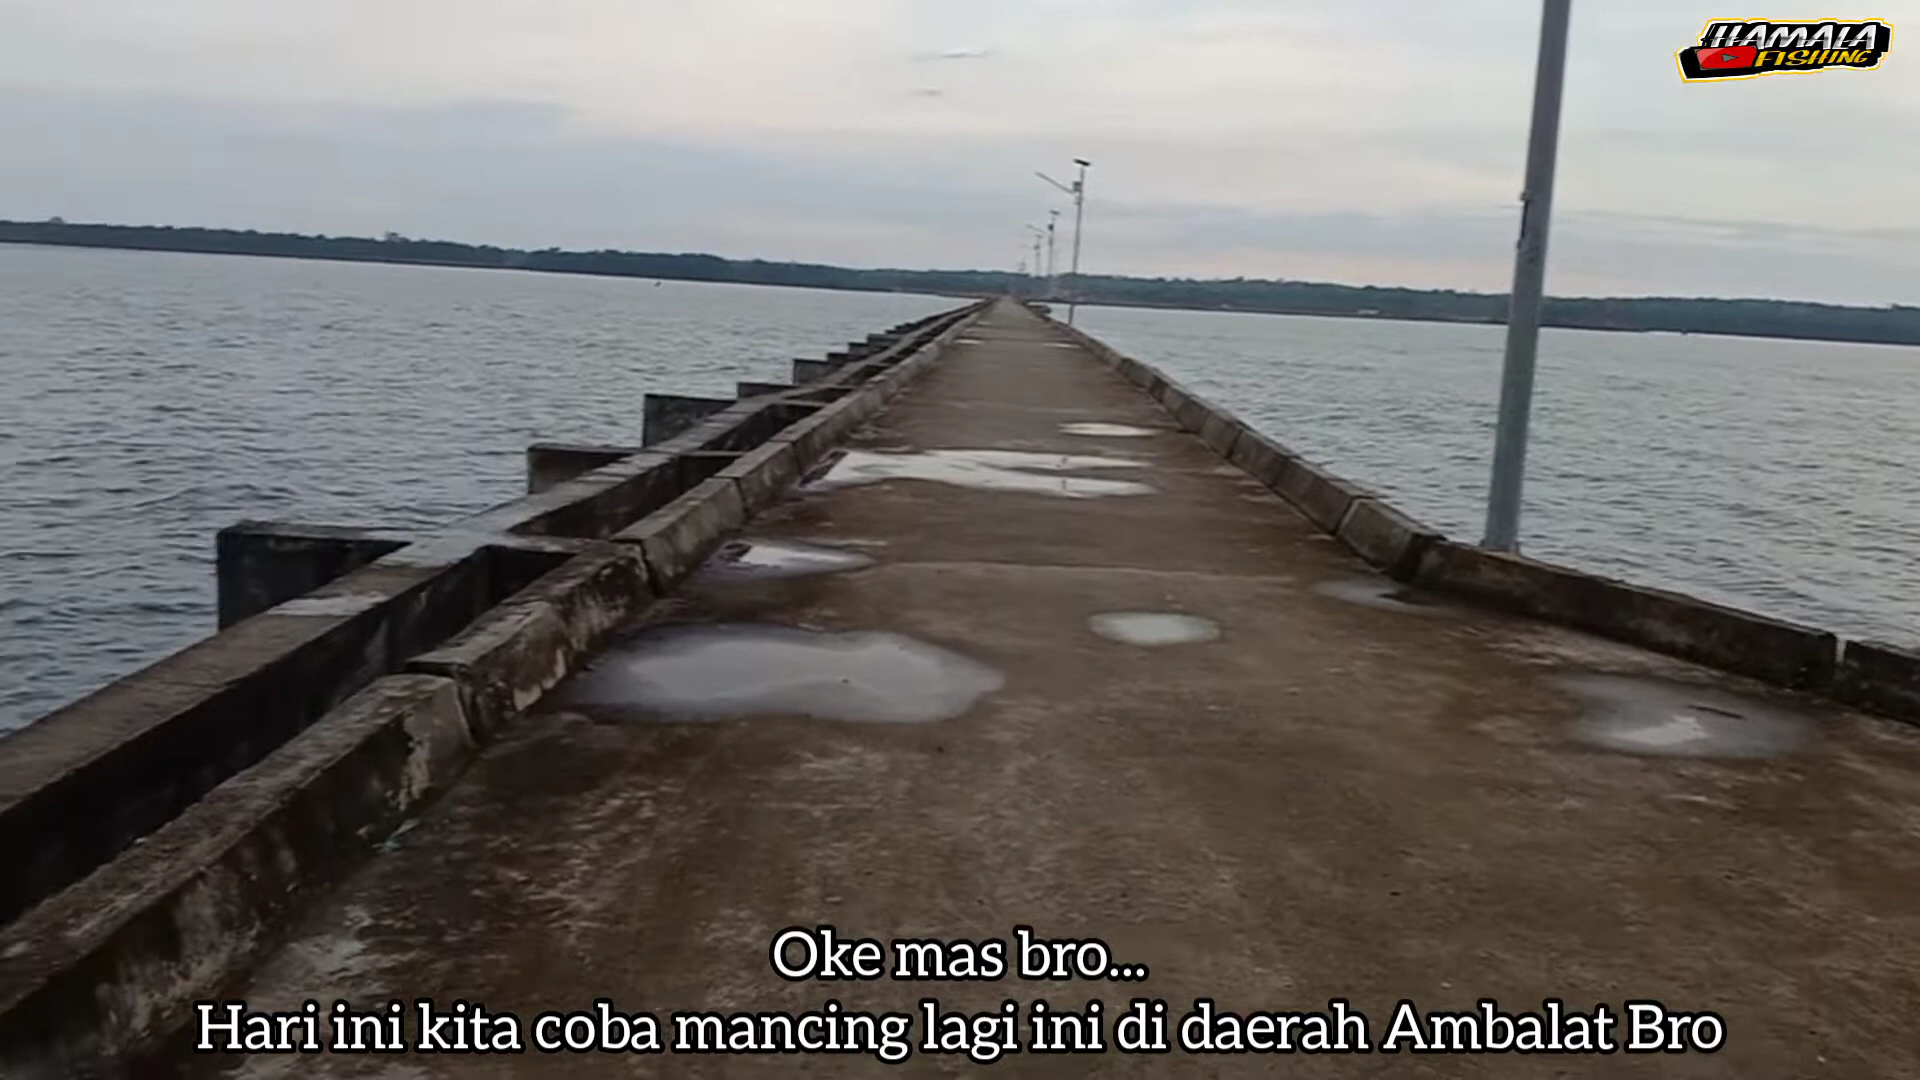 HAMALA
FISHING
Oke mas bro...
Hari ini kita coba mancing lagi ini di daerah Ambalat Bro